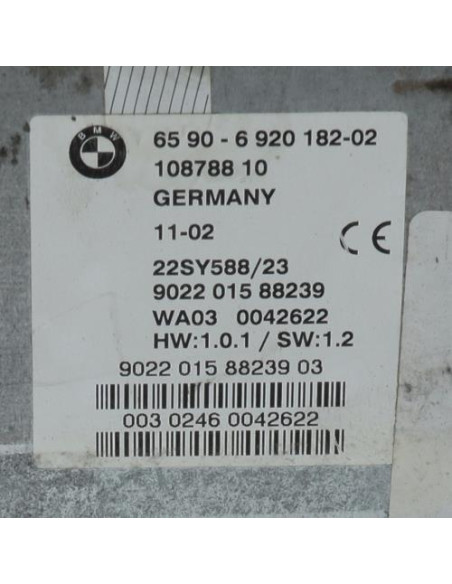 BMW
65 90 - 6 920 182-02
108788 10
GERMANY
11-02
CE
22SY588/23
9022 015 88239
WA03 0042622
HW:1.0.1 / SW:1.2
9022 015 88239 03
003 0246 0042622